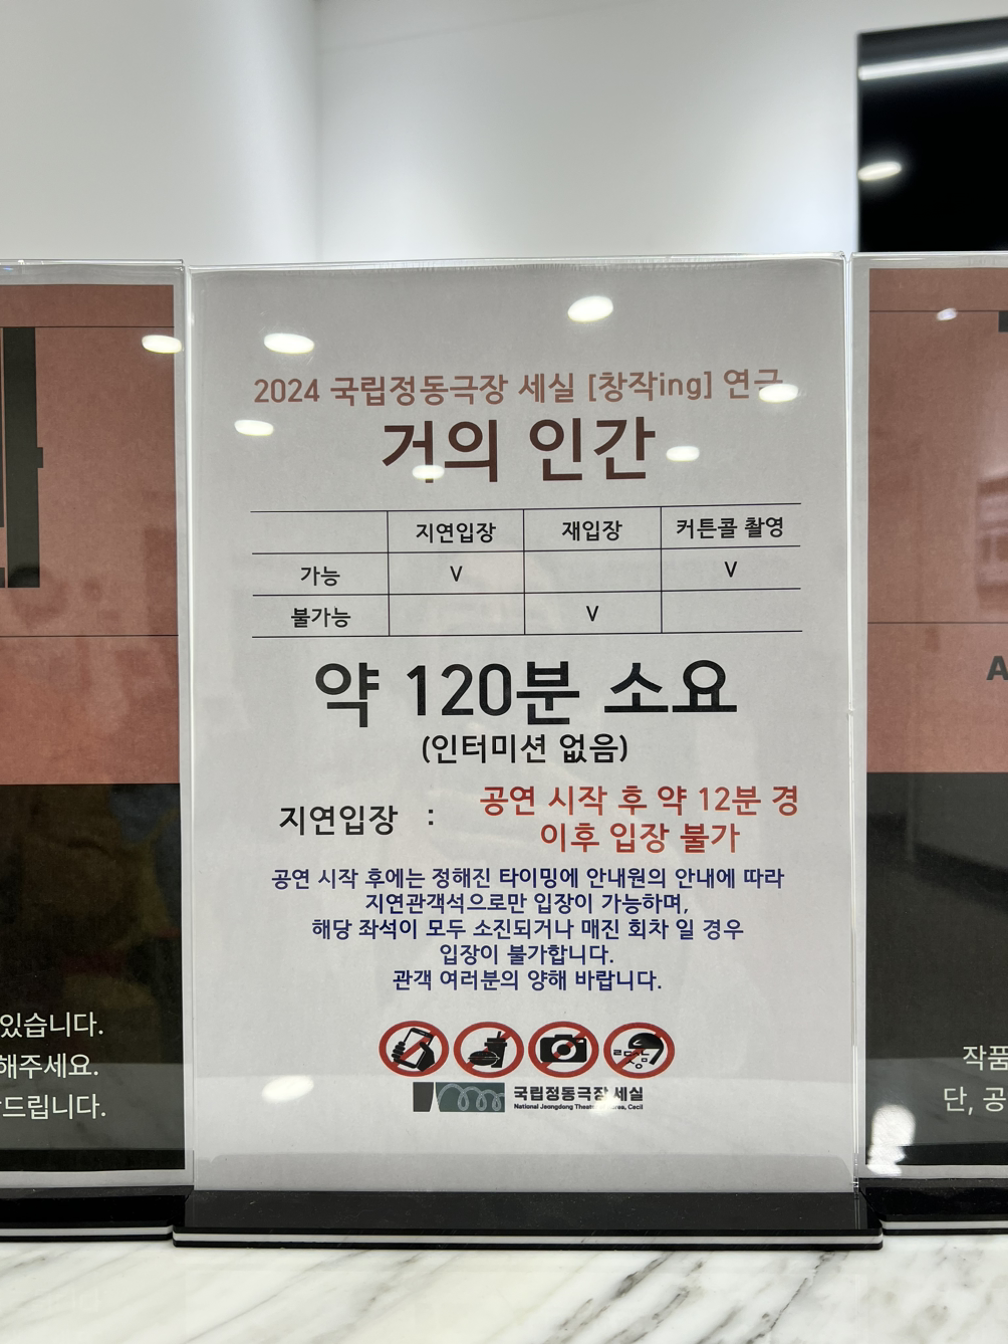 2024 국립정동극장 세실 [창작ing] 연극
거의 인간
지연입장 재입장 커튼콜 촬영
가능 V V
불가능 V
약 120분 소요
(인터미션 없음)
지연입장 : 공연 시작 후 약 12분 경
이후 입장 불가
공연 시작 후에는 정해진 타이밍에 안내원의 안내에 따라
지연관객석으로만 입장이 가능하며,
해당 좌석이 모두 소진되거나 매진 회차 일 경우
입장이 불가합니다.
관객 여러분의 양해 바랍니다.
국립정동극장 세실
National Jeongdong Theater of Korea, Cecil
있습니다.
해주세요.
드립니다.
A
작품
단, 공